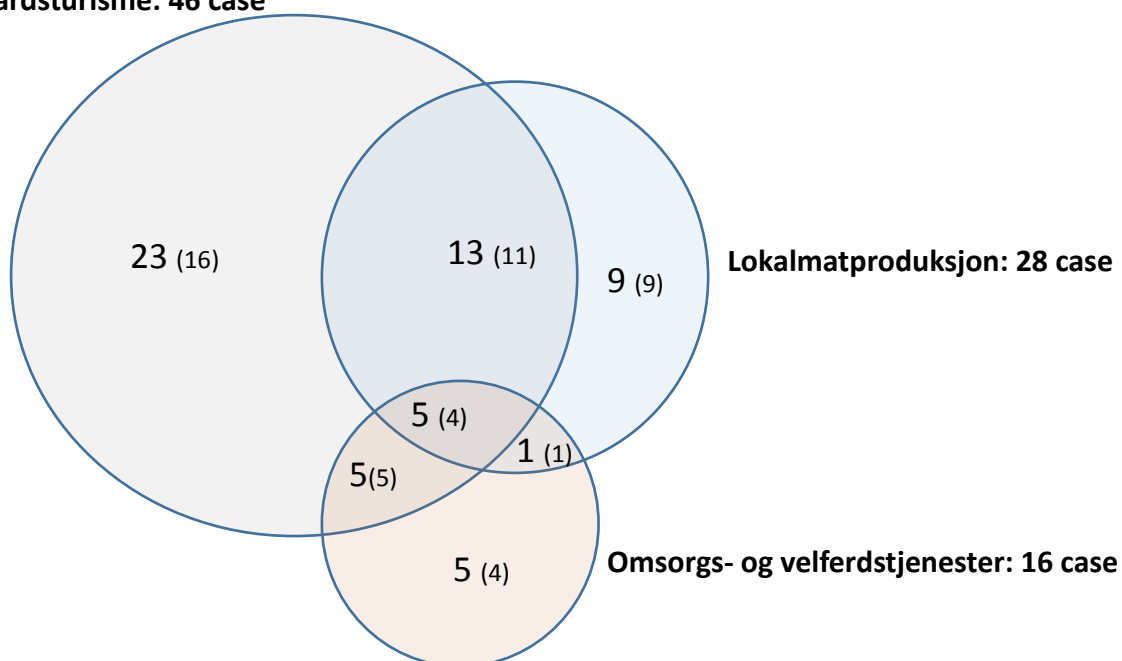 årdsturisme: 46 case
23 (16)
13 (11)
9 (9)
Lokalmatproduksjon: 28 case
5 (4)
1 (1)
5(5)
5 (4)
Omsorgs- og velferdstjenester: 16 case